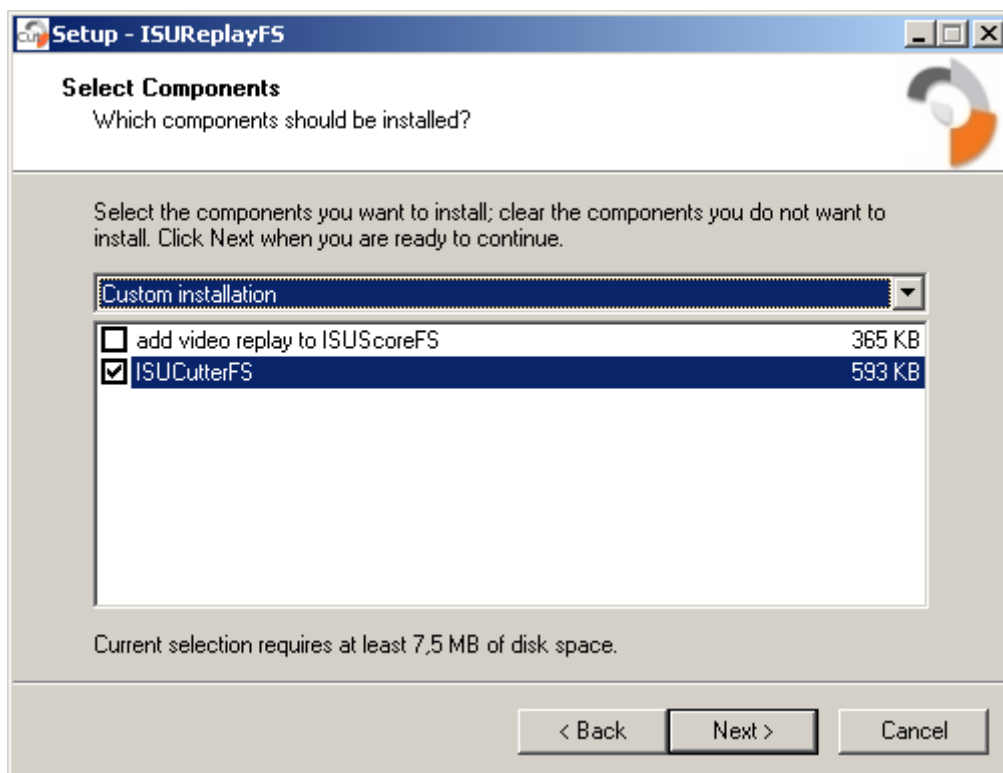 Setup - ISUReplayFS
Select Components
Which components should be installed?
Select the components you want to install; clear the components you do not want to
install. Click Next when you are ready to continue.
Custom installation
add video replay to ISUScoreFS 365 KB
ISUCutterFS 593 KB
Current selection requires at least 7,5 MB of disk space.
< Back Next > Cancel